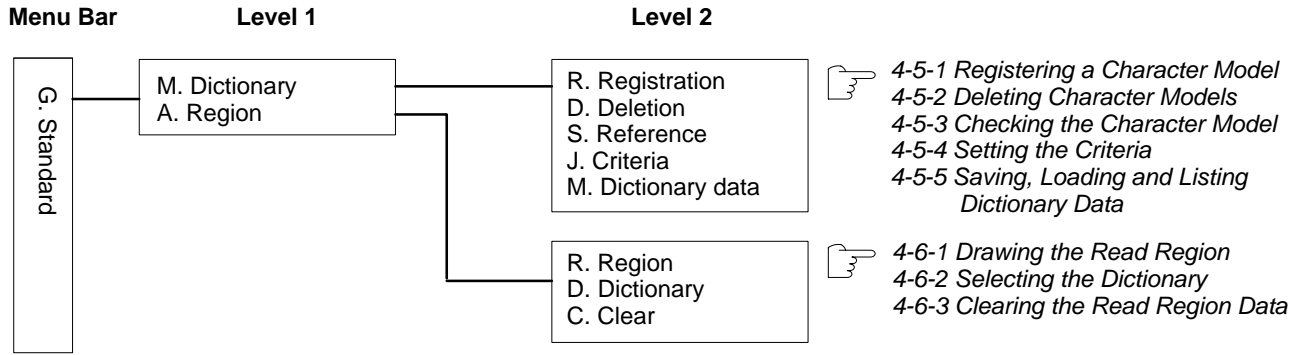 Menu Bar Level 1 Level 2
G. Standard
M. Dictionary
A. Region
R. Registration
D. Deletion
S. Reference
J. Criteria
M. Dictionary data
4-5-1 Registering a Character Model
4-5-2 Deleting Character Models
4-5-3 Checking the Character Model
4-5-4 Setting the Criteria
4-5-5 Saving, Loading and Listing
Dictionary Data
R. Region
D. Dictionary
C. Clear
4-6-1 Drawing the Read Region
4-6-2 Selecting the Dictionary
4-6-3 Clearing the Read Region Data